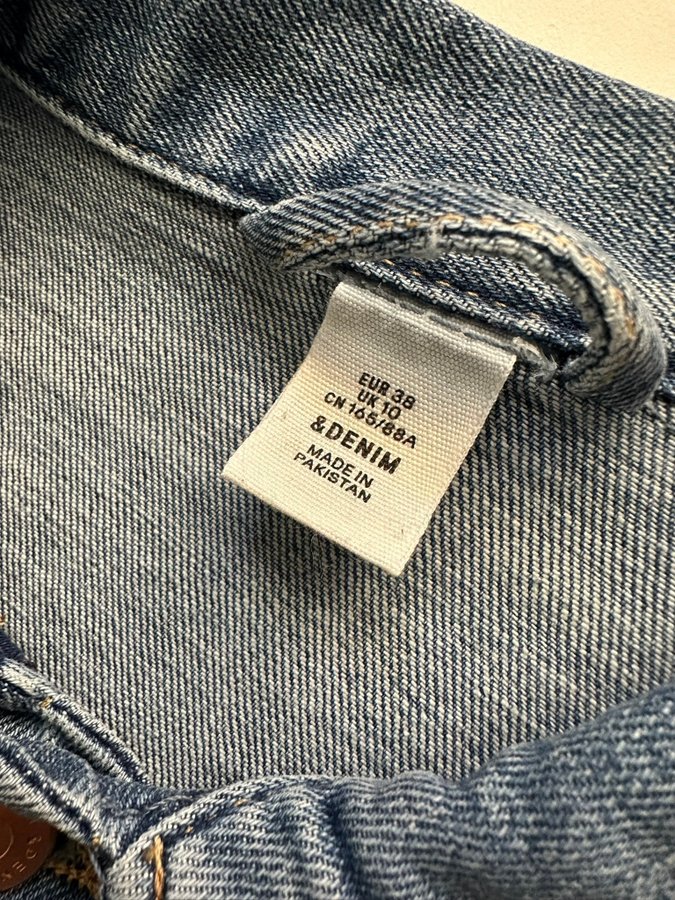 EUR 38
UK 10
CN 165/88A
&DENIM
MADE IN
PAKISTAN